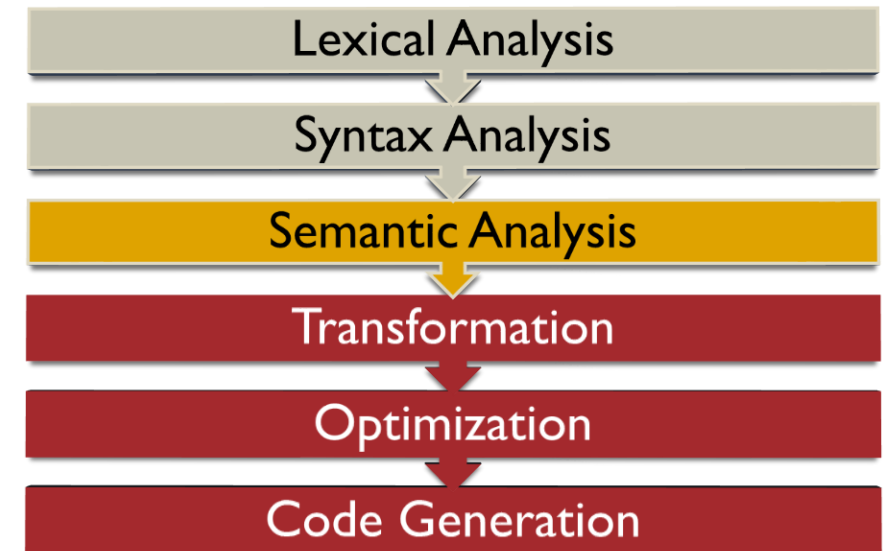 Lexical Analysis
Syntax Analysis
Semantic Analysis
Transformation
Optimization
Code Generation